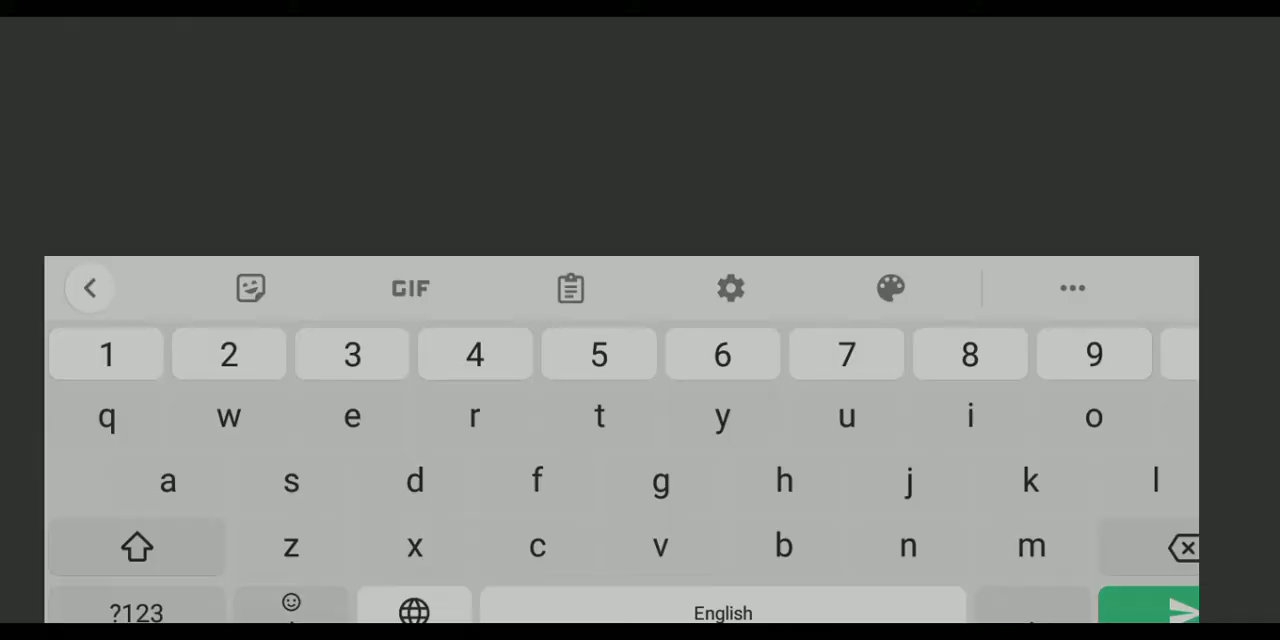 GIF
1 2 3 4 5 6 7 8 9
q w e r t y u i o
a s d f g h j k l
z x c v b n m
?123 English